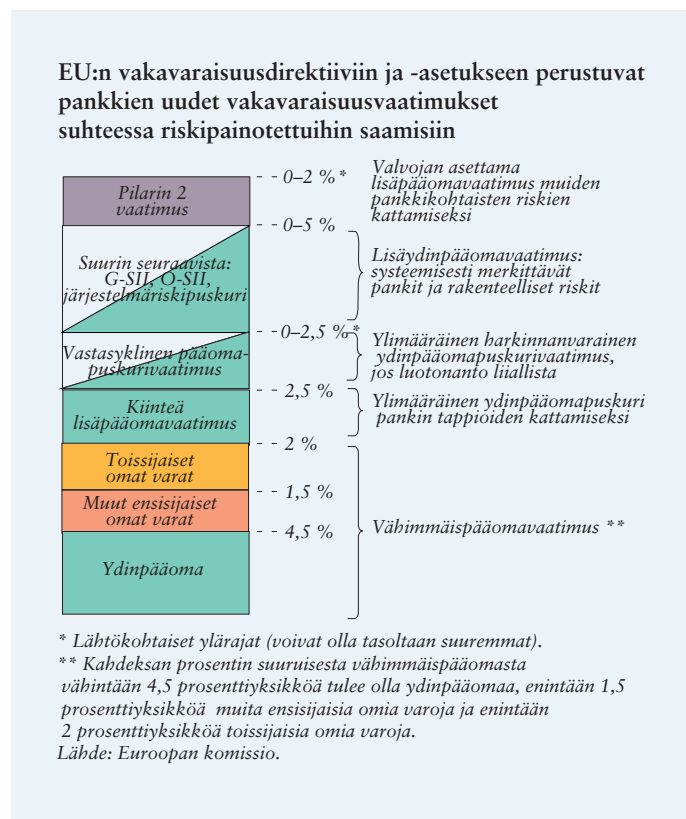 EU:n vakavaraisuusdirektiiviin ja -asetukseen perustuvat
pankkien uudet vakavaraisuusvaatimukset
suhteessa riskipainotettuihin saamisiin
Pilarin 2
vaatimus
0–2 % *
Valvojan asettama
lisäpääomavaatimus muiden
pankkikohtaisten riskien
kattamiseksi
0–5 %
Suurin seuraavista:
G-SII, O-SII,
järjestelmäriskipuskuri
Lisäydinpääomavaatimus:
systeemisesti merkittävät
pankit ja rakenteelliset riskit
0–2,5 %*
Vastasyklinen pääoma-
puskurivaatimus
Ylimääräinen harkinnanvarainen
ydinpääomapuskurivaatimus,
jos luotonanto liiallista
2,5 %
Kiinteä
lisäpääomavaatimus
Ylimääräinen ydinpääomapuskuri
pankin tappioiden kattamiseksi
2 %
Toissijaiset
omat varat
1,5 %
Muut ensisijaiset
omat varat
4,5 %
Ydinpääoma
Vähimmäispääomavaatimus **
* Lähtökohtaiset ylärajat (voivat olla tasoltaan suuremmat).
** Kahdeksan prosentin suuruisesta vähimmäispääomasta
vähintään 4,5 prosenttiyksikköä tulee olla ydinpääomaa, enintään 1,5
prosenttiyksikköä muita ensisijaisia omia varoja ja enintään
2 prosenttiyksikköä toissijaisia omia varoja.
Lähde: Euroopan komissio.